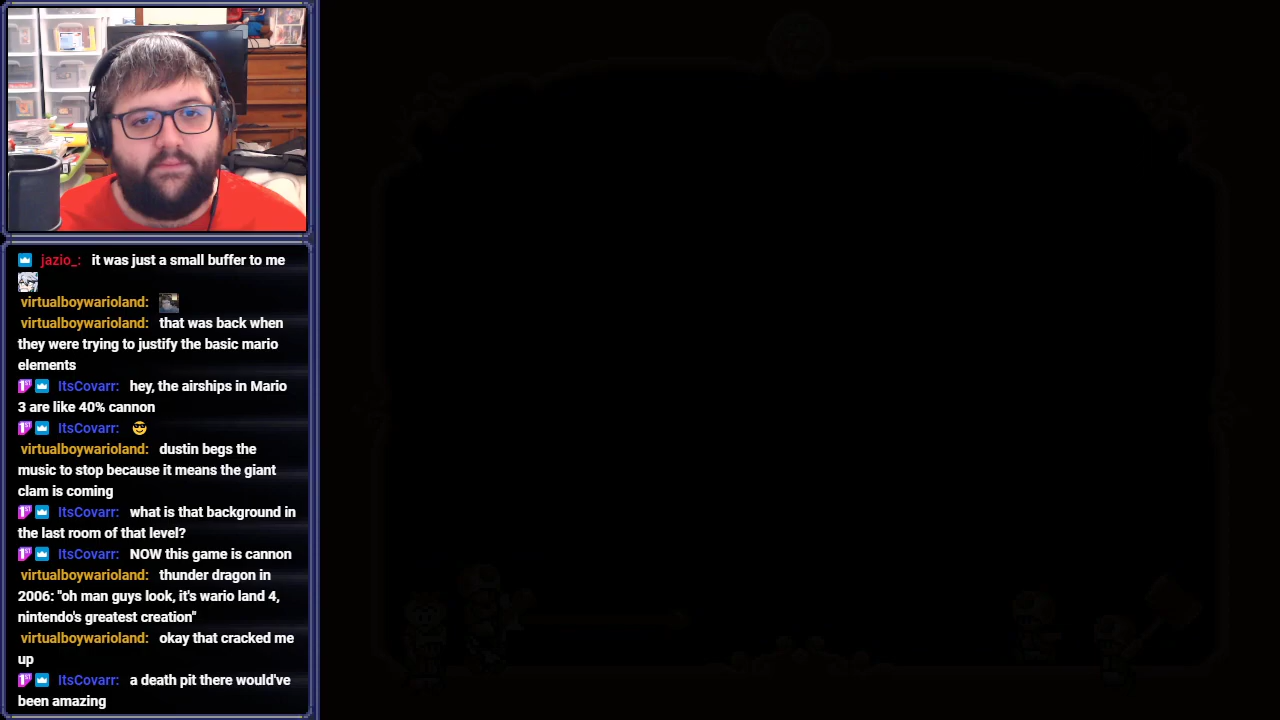 jazio_: it was just a small buffer to me
virtualboywarioland:
virtualboywarioland: that was back when
they were trying to justify the basic mario
elements
1ST ItsCovarr: hey, the airships in Mario
3 are like 40% cannon
1ST ItsCovarr: 😎
virtualboywarioland: dustin begs the
music to stop because it means the giant
clam is coming
1ST ItsCovarr: what is that background in
the last room of that level?
1ST ItsCovarr: NOW this game is cannon
virtualboywarioland: thunder dragon in
2006: "oh man guys look, it's wario land 4,
nintendo's greatest creation"
virtualboywarioland: okay that cracked me
up
1ST ItsCovarr: a death pit there would've
been amazing